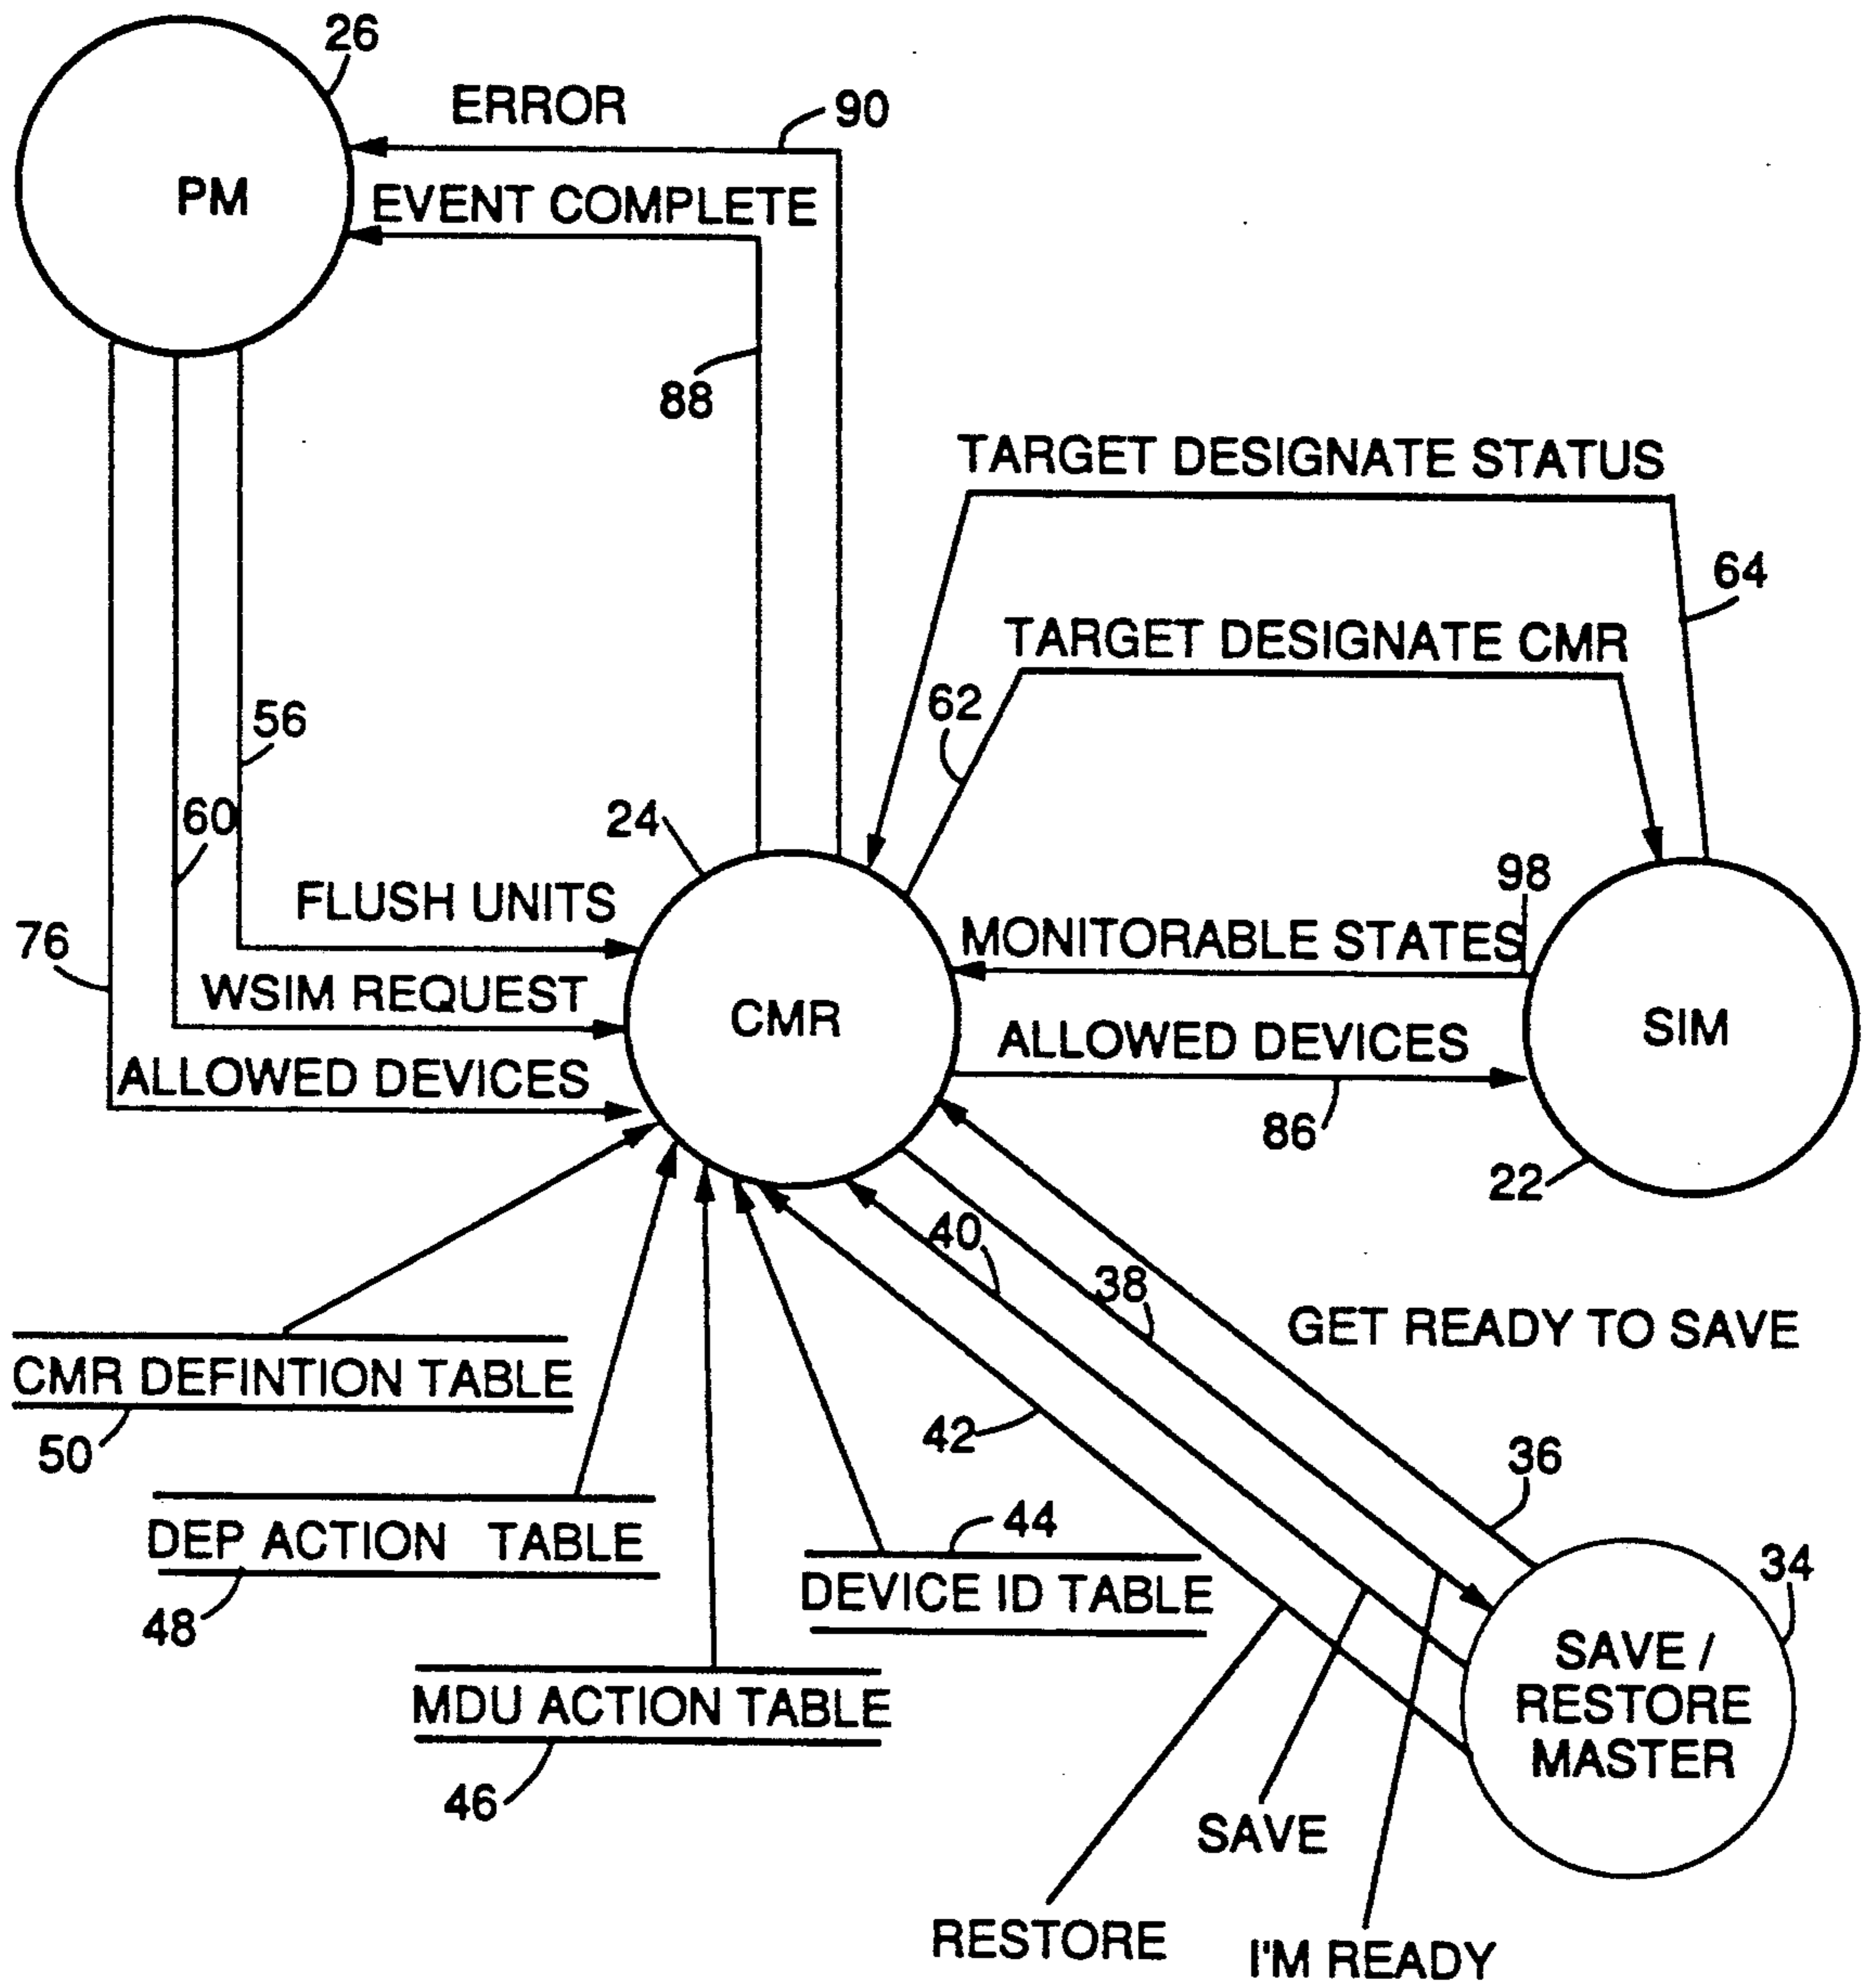 26
ERROR
90
PM
EVENT COMPLETE
88
TARGET DESIGNATE STATUS
64
TARGET DESIGNATE CMR
62
56
60
24
98
FLUSH UNITS
MONITORABLE STATES
76
WSIM REQUEST
CMR
SIM
ALLOWED DEVICES
ALLOWED DEVICES
86
22
40
38
GET READY TO SAVE
CMR DEFINTION TABLE
50
42
36
DEP ACTION TABLE
44
48
DEVICE ID TABLE
34
SAVE /
RESTORE
MASTER
MDU ACTION TABLE
46
SAVE
RESTORE
I'M READY